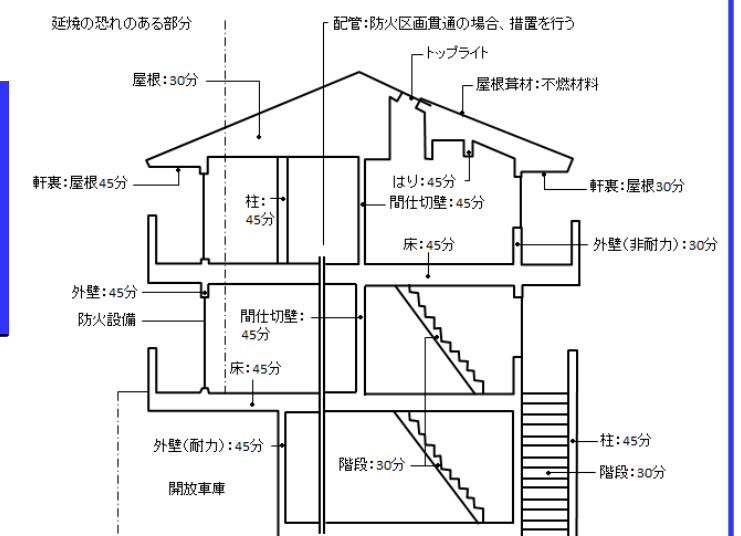 延焼の恐れのある部分
配管:防火区画貫通の場合、措置を行う
トップライト
屋根:30分
屋根葺材:不燃材料
軒裏:屋根45分
柱:
45分
はり:45分
間仕切壁:45分
軒裏:屋根30分
床:45分
外壁(非耐力):30分
外壁:45分
防火設備
間仕切壁:
45分
床:45分
外壁(耐力):45分
階段:30分
柱:45分
階段:30分
開放車庫